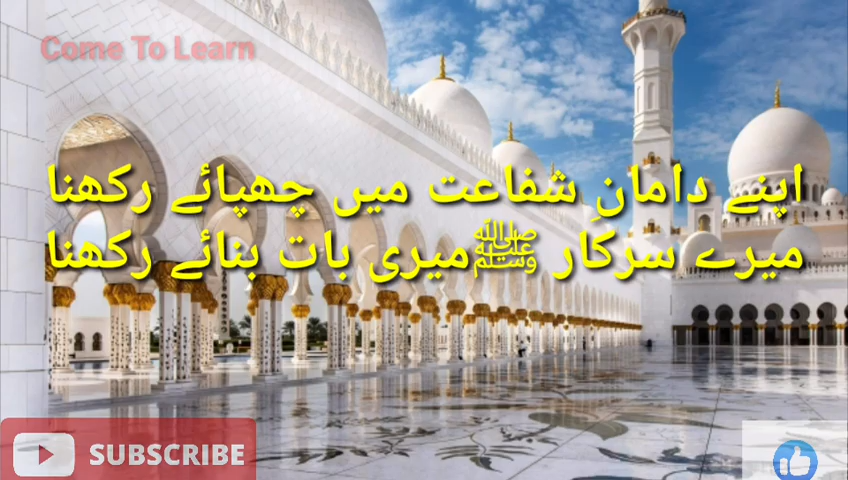 Come To Learn
اپنے دامانِ شفاعت میں چھپائے رکھنا
میرے سرکار ﷺ میری بات بنائے رکھنا
SUBSCRIBE